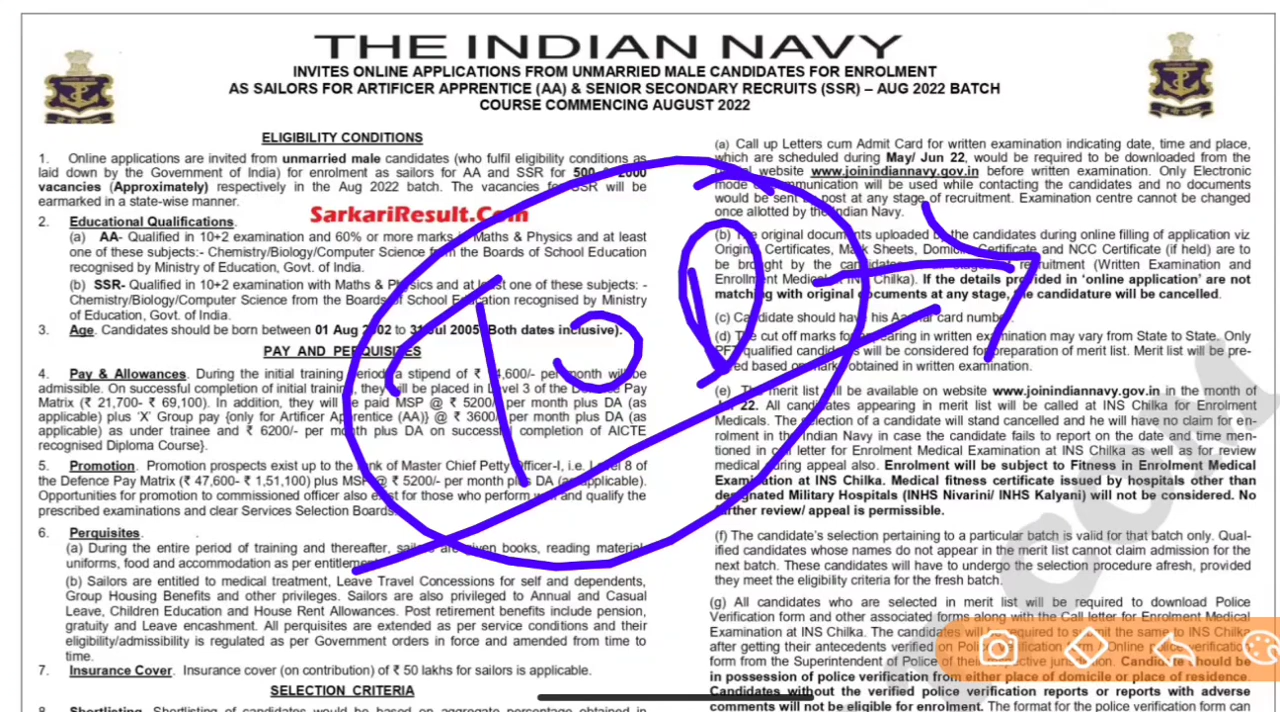 THE INDIAN NAVY
INVITES ONLINE APPLICATIONS FROM UNMARRIED MALE CANDIDATES FOR ENROLMENT
AS SAILORS FOR ARTIFICER APPRENTICE (AA) & SENIOR SECONDARY RECRUITS (SSR) – AUG 2022 BATCH
COURSE COMMENCING AUGUST 2022
ELIGIBILITY CONDITIONS
1. Online applications are invited from unmarried male candidates (who fulfil eligibility conditions as
laid down by the Government of India) for enrolment as sailors for AA and SSR for 500 & 2000
vacancies (Approximately) respectively in the Aug 2022 batch. The vacancies for SSR will be
earmarked in a state-wise manner.
SarkariResult.Com
2. Educational Qualifications.
(a) AA- Qualified in 10+2 examination and 60% or more marks in Maths & Physics and at least
one of these subjects:- Chemistry/Biology/Computer Science from the Boards of School Education
recognised by Ministry of Education, Govt. of India.
(b) SSR- Qualified in 10+2 examination with Maths & Physics and at least one of these subjects: -
Chemistry/Biology/Computer Science from the Boards of School Education recognised by Ministry
of Education, Govt. of India.
3. Age. Candidates should be born between 01 Aug 2002 to 31 Jul 2005 (Both dates inclusive).
PAY AND PERQUISITES
4. Pay & Allowances. During the initial training period, a stipend of ₹ 14,600/- per month will be
admissible. On successful completion of initial training, they will be placed in Level 3 of the Defence Pay
Matrix (₹ 21,700- ₹ 69,100). In addition, they will be paid MSP @ ₹ 5200/- per month plus DA (as
applicable) plus 'X' Group pay {only for Artificer Apprentice (AA)} @ ₹ 3600/- per month plus DA (as
applicable) as under trainee and ₹ 6200/- per month plus DA on successful completion of AICTE
recognised Diploma Course}.
5. Promotion. Promotion prospects exist up to the rank of Master Chief Petty Officer-I, i.e. Level 8 of
the Defence Pay Matrix (₹ 47,600- ₹ 1,51,100) plus MSP @ ₹ 5200/- per month plus DA (as applicable).
Opportunities for promotion to commissioned officer also exist for those who perform well and qualify the
prescribed examinations and clear Services Selection Boards.
6. Perquisites.
(a) During the entire period of training and thereafter, sailors are given books, reading material,
uniforms, food and accommodation as per entitlement.
(b) Sailors are entitled to medical treatment, Leave Travel Concessions for self and dependents,
Group Housing Benefits and other privileges. Sailors are also privileged to Annual and Casual
Leave, Children Education and House Rent Allowances. Post retirement benefits include pension,
gratuity and Leave encashment. All perquisites are extended as per service conditions and their
eligibility/admissibility is regulated as per Government orders in force and amended from time to
time.
7. Insurance Cover. Insurance cover (on contribution) of ₹ 50 lakhs for sailors is applicable.
SELECTION CRITERIA
8. Shortlisting. Shortlisting of candidates would be based on aggregate percentage obtained in
(a) Call up Letters cum Admit Card for written examination indicating date, time and place,
which are scheduled during May/ Jun 22, would be required to be downloaded from the
official website www.joinindiannavy.gov.in before written examination. Only Electronic
mode of communication will be used while contacting the candidates and no documents
would be sent by post at any stage of recruitment. Examination centre cannot be changed
once allotted by the Indian Navy.
(b) The original documents uploaded by the candidates during online filling of application viz
Original Certificates, Mark Sheets, Domicile Certificate and NCC Certificate (if held) are to
be brought by the candidates stages of recruitment (Written Examination and
Enrollment Medical at INS Chilka). If the details provided in 'online application' are not
matching with original documents at any stage, the candidature will be cancelled.
(c) Candidate should have his Aadhar card number.
(d) The cut off marks for appearing in written examination may vary from State to State. Only
PFT qualified candidates will be considered for preparation of merit list. Merit list will be pre-
pared based on marks obtained in written examination.
(e) The merit list will be available on website www.joinindiannavy.gov.in in the month of
22. All candidates appearing in merit list will be called at INS Chilka for Enrolment
Medicals. The selection of a candidate will stand cancelled and he will have no claim for en-
rolment in the Indian Navy in case the candidate fails to report on the date and time men-
tioned in call letter for Enrolment Medical Examination at INS Chilka as well as for review
medical during appeal also. Enrolment will be subject to Fitness in Enrolment Medical
Examination at INS Chilka. Medical fitness certificate issued by hospitals other than
designated Military Hospitals (INHS Nivarini/ INHS Kalyani) will not be considered. No
further review/ appeal is permissible.
(f) The candidate's selection pertaining to a particular batch is valid for that batch only. Qual-
ified candidates whose names do not appear in the merit list cannot claim admission for the
next batch. These candidates will have to undergo the selection procedure afresh, provided
they meet the eligibility criteria for the fresh batch.
(g) All candidates who are selected in merit list will be required to download Police
Verification form and other associated forms along with the Call letter for Enrolment Medical
Examination at INS Chilka. The candidates will be required to submit the same to INS Chilka
after getting their antecedents verified on Police verification form. Online police verification
form from the Superintendent of Police of their respective jurisdiction. Candidate should be
in possession of police verification from either place of domicile or place of residence.
Candidates without the verified police verification reports or reports with adverse
comments will not be eligible for enrolment. The format for the police verification form can